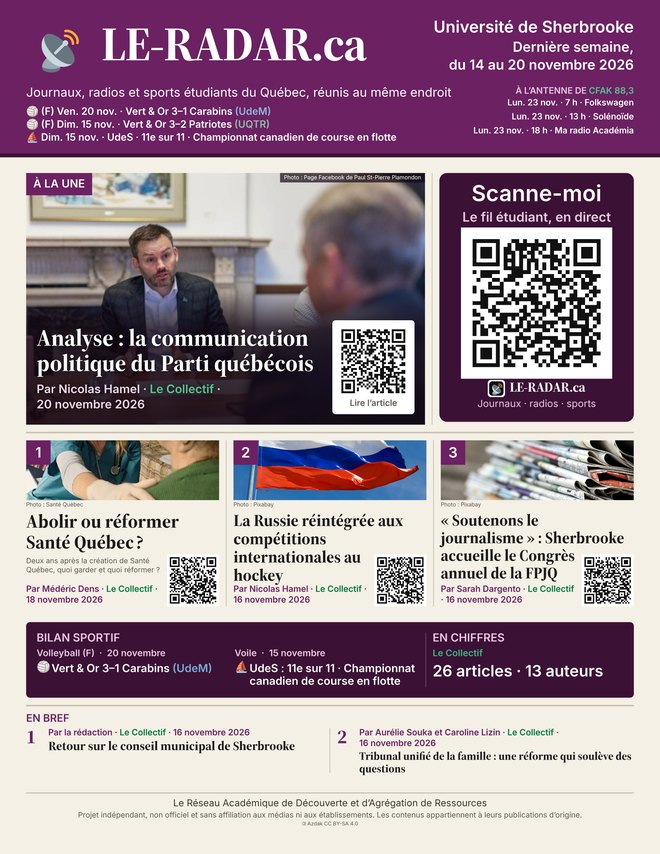 LE-RADAR.ca
Journaux, radios et sports étudiants du Québec, réunis au même endroit
(F) Ven. 20 nov. · Vert & Or 3–1 Carabins (UdeM)
(F) Dim. 15 nov. · Vert & Or 3–2 Patriotes (UQTR)
Dim. 15 nov. · UdeS · 11e sur 11 · Championnat canadien de course en flotte
Université de Sherbrooke
Dernière semaine,
du 14 au 20 novembre 2026
À L'ANTENNE DE CFAK 88,3
Lun. 23 nov. · 7 h · Folkswagen
Lun. 23 nov. · 13 h · Solénoïde
Lun. 23 nov. · 18 h · Ma radio Académia
À LA UNE
Photo : Page Facebook de Paul St-Pierre Plamondon
Analyse : la communication
politique du Parti québécois
Par Nicolas Hamel · Le Collectif ·
20 novembre 2026
Lire l'article
Scanne-moi
Le fil étudiant, en direct
LE-RADAR.ca
Journaux · radios · sports
1
Photo : Santé Québec
Abolir ou réformer
Santé Québec ?
Deux ans après la création de Santé
Québec, quoi garder et quoi réformer ?
Par Médéric Dens · Le Collectif ·
18 novembre 2026
2
Photo : Pixabay
La Russie réintégrée aux
compétitions
internationales au
hockey
Par Nicolas Hamel · Le Collectif ·
16 novembre 2026
3
Photo : Pixabay
« Soutenons le
journalisme » : Sherbrooke
accueille le Congrès
annuel de la FPJQ
Par Sarah Dargento · Le Collectif
· 16 novembre 2026
BILAN SPORTIF
Volleyball (F) · 20 novembre
Vert & Or 3–1 Carabins (UdeM)
Voile · 15 novembre
UdeS : 11e sur 11 · Championnat
canadien de course en flotte
EN CHIFFRES
Le Collectif
26 articles · 13 auteurs
EN BREF
1
Par la rédaction · Le Collectif · 16 novembre 2026
Retour sur le conseil municipal de Sherbrooke
2
Par Aurélie Souka et Caroline Lizin · Le Collectif ·
16 novembre 2026
Tribunal unifié de la famille : une réforme qui soulève des
questions
Le Réseau Académique de Découverte et d'Agrégation de Ressources
Projet indépendant, non officiel et sans affiliation aux médias ni aux établissements. Les contenus appartiennent à leurs publications d'origine.
Azdak CC BY-SA 4.0